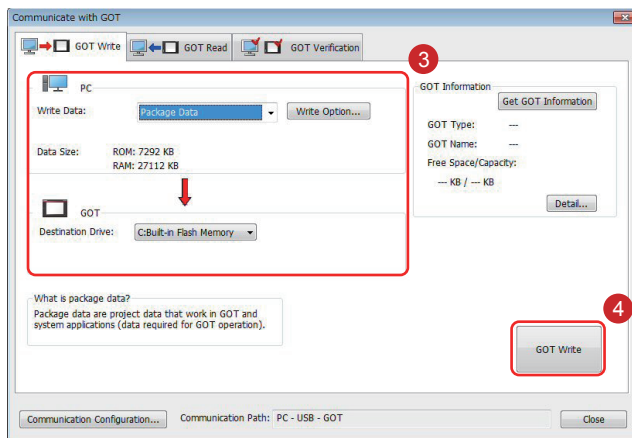 Communicate with GOT
GOT Write
GOT Read
GOT Verification
3
PC
Write Data:
Package Data
Write Option...
Data Size:
ROM: 7292 KB
RAM: 27112 KB
GOT
Destination Drive:
C:Built-in Flash Memory
GOT Information
Get GOT Information
GOT Type: ---
GOT Name: ---
Free Space/Capacity:
--- KB / --- KB
Detail...
What is package data?
Package data are project data that work in GOT and
system applications (data required for GOT operation).
4
GOT Write
Communication Configuration...
Communication Path: PC - USB - GOT
Close